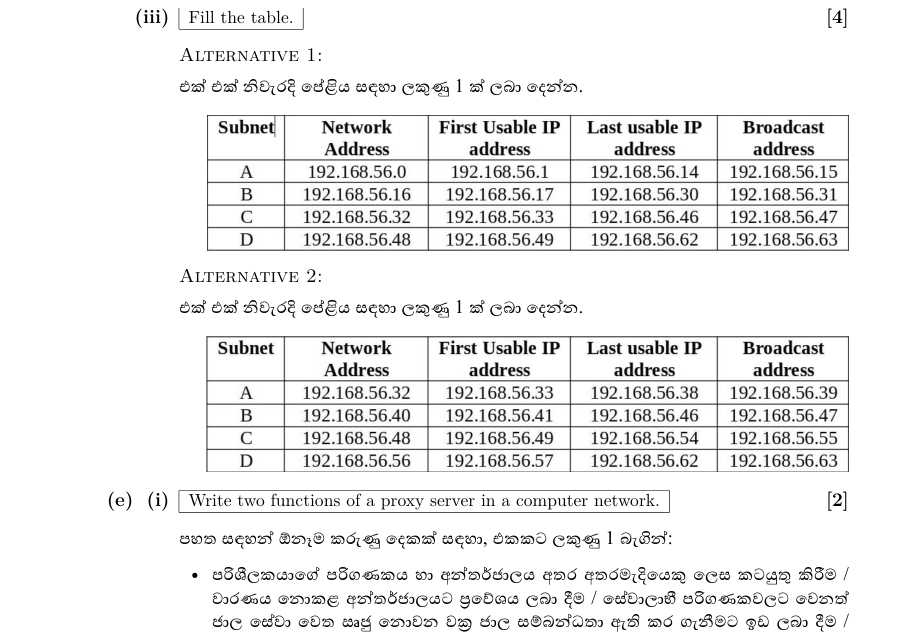 (iii) Fill the table. [4]
ALTERNATIVE 1:
එක් එක් නිවැරදි පේළිය සඳහා ලකුණු 1 ක් ලබා දෙන්න.
Subnet Network Address First Usable IP address Last usable IP address Broadcast address
A 192.168.56.0 192.168.56.1 192.168.56.14 192.168.56.15
B 192.168.56.16 192.168.56.17 192.168.56.30 192.168.56.31
C 192.168.56.32 192.168.56.33 192.168.56.46 192.168.56.47
D 192.168.56.48 192.168.56.49 192.168.56.62 192.168.56.63
ALTERNATIVE 2:
එක් එක් නිවැරදි පේළිය සඳහා ලකුණු 1 ක් ලබා දෙන්න.
Subnet Network Address First Usable IP address Last usable IP address Broadcast address
A 192.168.56.32 192.168.56.33 192.168.56.38 192.168.56.39
B 192.168.56.40 192.168.56.41 192.168.56.46 192.168.56.47
C 192.168.56.48 192.168.56.49 192.168.56.54 192.168.56.55
D 192.168.56.56 192.168.56.57 192.168.56.62 192.168.56.63
(e) (i) Write two functions of a proxy server in a computer network. [2]
පහත සඳහන් ඕනෑම කරුණු දෙකක් සඳහා, එකකට ලකුණු 1 බැගින්:
• පරිශීලකයාගේ පරිගණකය හා අන්තර්ජාලය අතර අතරමැදියෙකු ලෙස කටයුතු කිරීම /
වාරණය නොකළ අන්තර්ජාලයට ප්‍රවේශය ලබා දීම / සේවාලාභී පරිගණකවලට වෙනත්
ජාල සේවා වෙත ඍජු නොවන වක්‍ර ජාල සම්බන්ධතා ඇති කර ගැනීමට ඉඩ ලබා දීම /